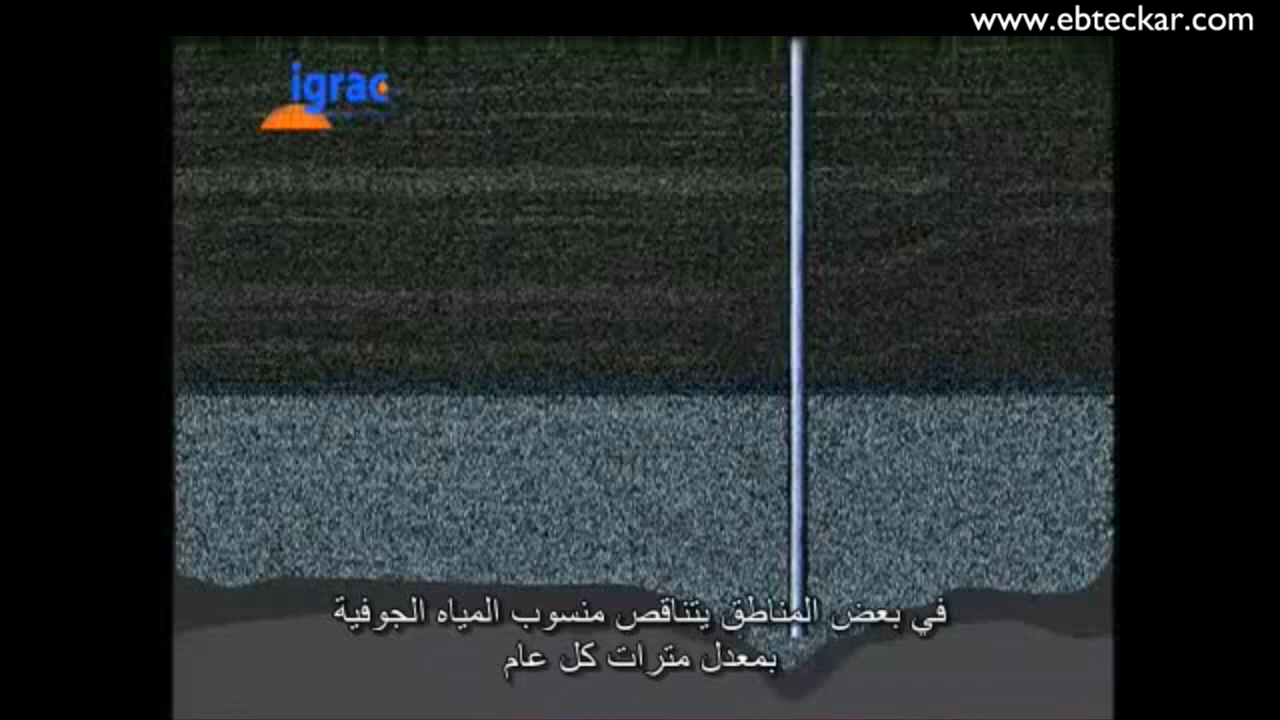 www.ebteckar.com
igrac
في بعض المناطق يتناقص منسوب المياه الجوفية
بمعدل مترات كل عام